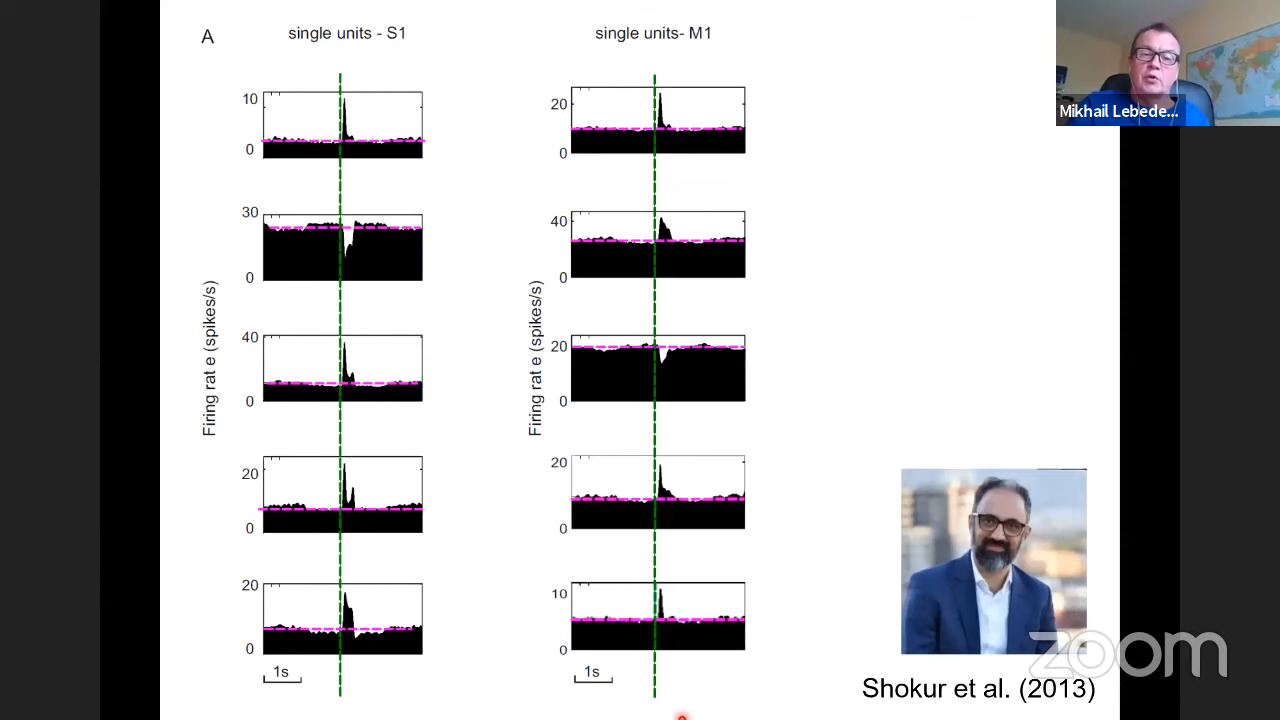 A
single units - S1
single units- M1
Mikhail Lebede...
10
0
20
0
30
0
40
0
Firing rat e (spikes/s)
Firing rat e (spikes/s)
40
0
20
0
20
0
20
0
20
0
10
0
1s
1s
zoom
Shokur et al. (2013)